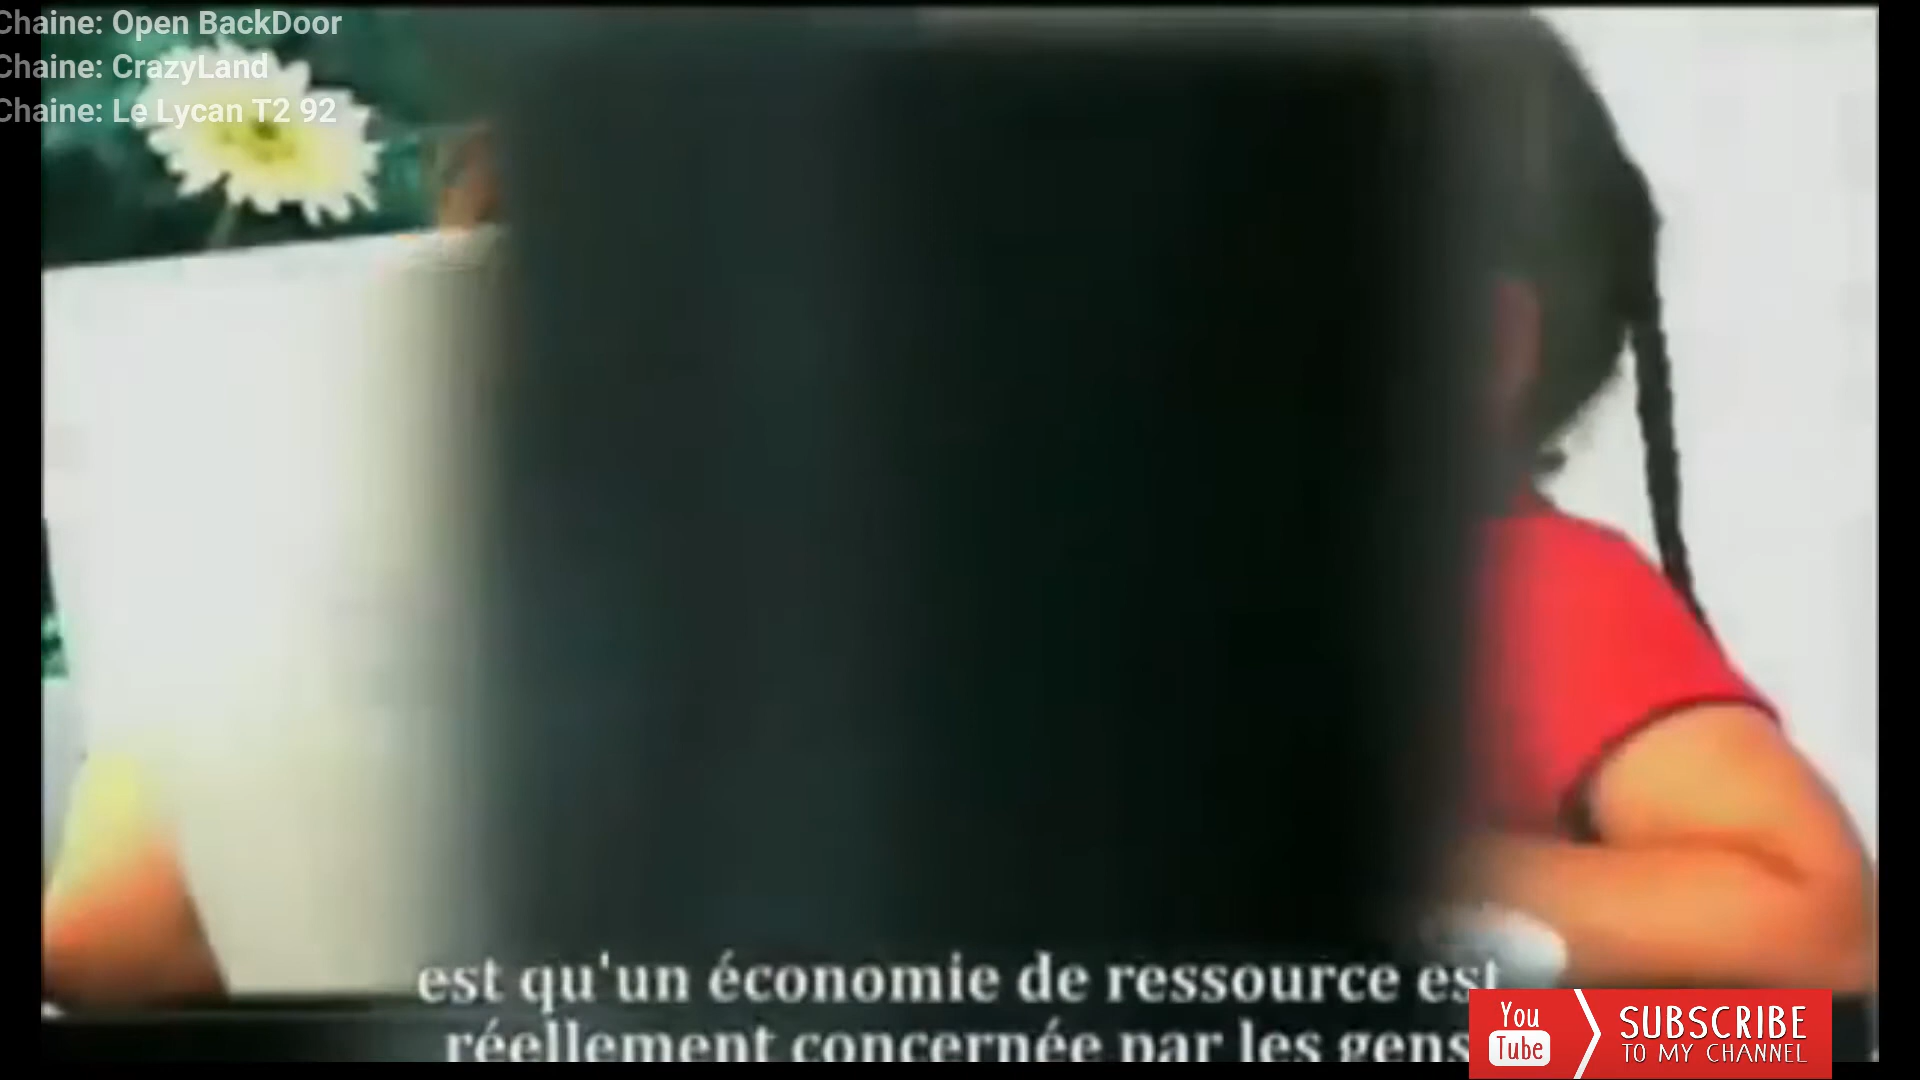 Chaine: Open BackDoor
Chaine: CrazyLand
Chaine: Le Lycan T2 92
est qu'un économie de ressource est
réellement concernée par les gens
You Tube
SUBSCRIBE
TO MY CHANNEL